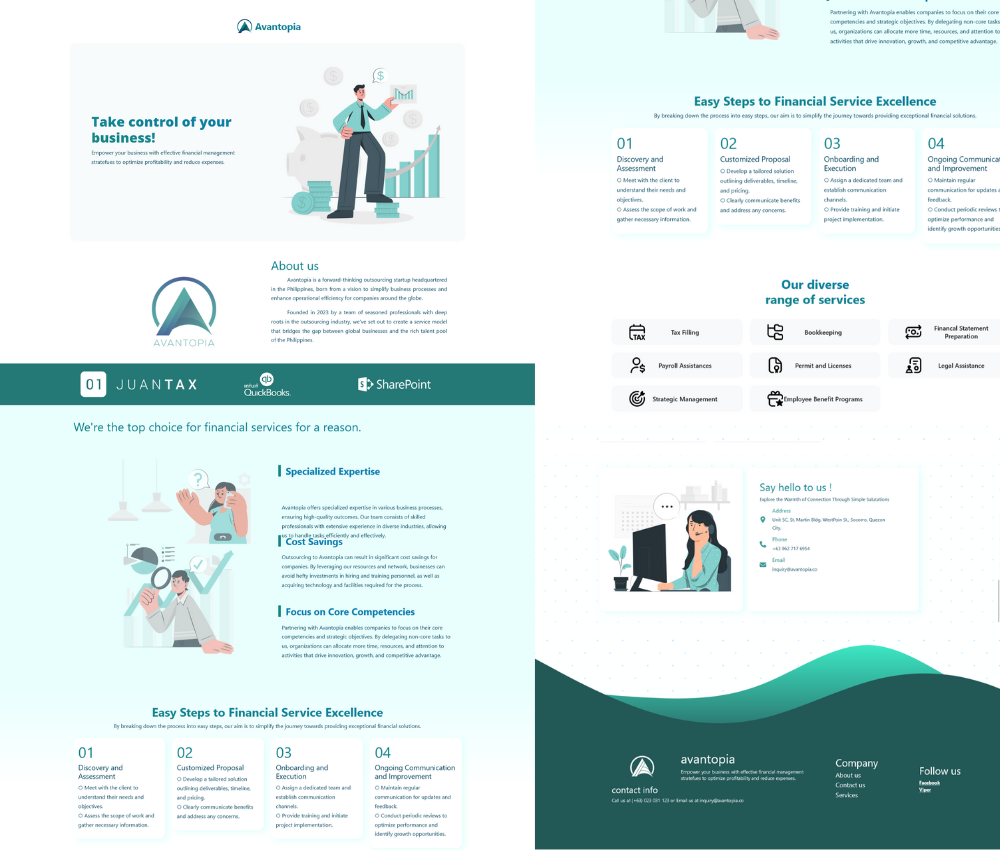 Avantopia
Take control of your
business!
Empower your business with effective financial management
stratefues to optimize profitability and reduce expenses.
About us
Avantopia is a forward-thinking outsourcing startup headquartered
in the Philippines, born from a vision to simplify business processes and
enhance operational efficiency for companies around the globe.
Founded in 2023 by a team of seasoned professionals with deep
roots in the outsourcing industry, we've set out to create a service model
that bridges the gap between global businesses and the rich talent pool
of the Philippines.
AVANTOPIA
01 JUANTAX
intuit
qb
QuickBooks.
S SharePoint
We're the top choice for financial services for a reason.
Specialized Expertise
Avantopia offers specialized expertise in various business processes,
ensuring high-quality outcomes. Our team consists of skilled
professionals with extensive experience in diverse industries, allowing
us to handle tasks efficiently and effectively.
Cost Savings
Outsourcing to Avantopia can result in significant cost savings for
companies. By leveraging our resources and network, businesses can
avoid hefty investments in hiring and training personnel, as well as
acquiring technology and facilities required for the process.
Focus on Core Competencies
Partnering with Avantopia enables companies to focus on their core
competencies and strategic objectives. By delegating non-core tasks to
us, organizations can allocate more time, resources, and attention to
activities that drive innovation, growth, and competitive advantage.
Easy Steps to Financial Service Excellence
By breaking down the process into easy steps, our aim is to simplify the journey towards providing exceptional financial solutions.
01
Discovery and
Assessment
O Meet with the client to
understand their needs and
objectives.
O Assess the scope of work and
gather necessary information.
02
Customized Proposal
O Develop a tailored solution
outlining deliverables, timeline,
and pricing.
O Clearly communicate benefits
and address any concerns.
03
Onboarding and
Execution
O Assign a dedicated team and
establish communication
channels.
O Provide training and initiate
project implementation.
04
Ongoing Communication
and Improvement
O Maintain regular
communication for updates and
feedback.
O Conduct periodic reviews to
optimize performance and
identify growth opportunities.
Partnering with Avantopia enables companies to focus on their core
competencies and strategic objectives. By delegating non-core tasks
us, organizations can allocate more time, resources, and attention to
activities that drive innovation, growth, and competitive advantage.
Easy Steps to Financial Service Excellence
By breaking down the process into easy steps, our aim is to simplify the journey towards providing exceptional financial solutions.
01
Discovery and
Assessment
O Meet with the client to
understand their needs and
objectives.
O Assess the scope of work and
gather necessary information.
02
Customized Proposal
O Develop a tailored solution
outlining deliverables, timeline,
and pricing.
O Clearly communicate benefits
and address any concerns.
03
Onboarding and
Execution
O Assign a dedicated team and
establish communication
channels.
O Provide training and initiate
project implementation.
04
Ongoing Communica
and Improvement
O Maintain regular
communication for updates a
feedback.
O Conduct periodic reviews t
optimize performance and
identify growth opportunities
Our diverse
range of services
TAX
Tax Filling
Bookkeeping
Financal Statement
Preparation
Payroll Assistances
Permit and Licenses
Legal Assistance
Strategic Management
Employee Benefit Programs
Say hello to us !
Explore the Warmth of Connection Through Simple Salutations
Address
Unit 5C, St. Martin Bldg,
Socorro, Quezon
City.
Phone
+63 962 717 6954
Email
inquiry@avantopia.co
avantopia
Empower your business with effective financial management
stratefues to optimize profitability and reduce expenses.
contact info
Call us at (+63) 123 031 123 or Email us at inquiry@avantopia.co
Company
About us
Contact us
Services
Follow us
Facebook
Viper